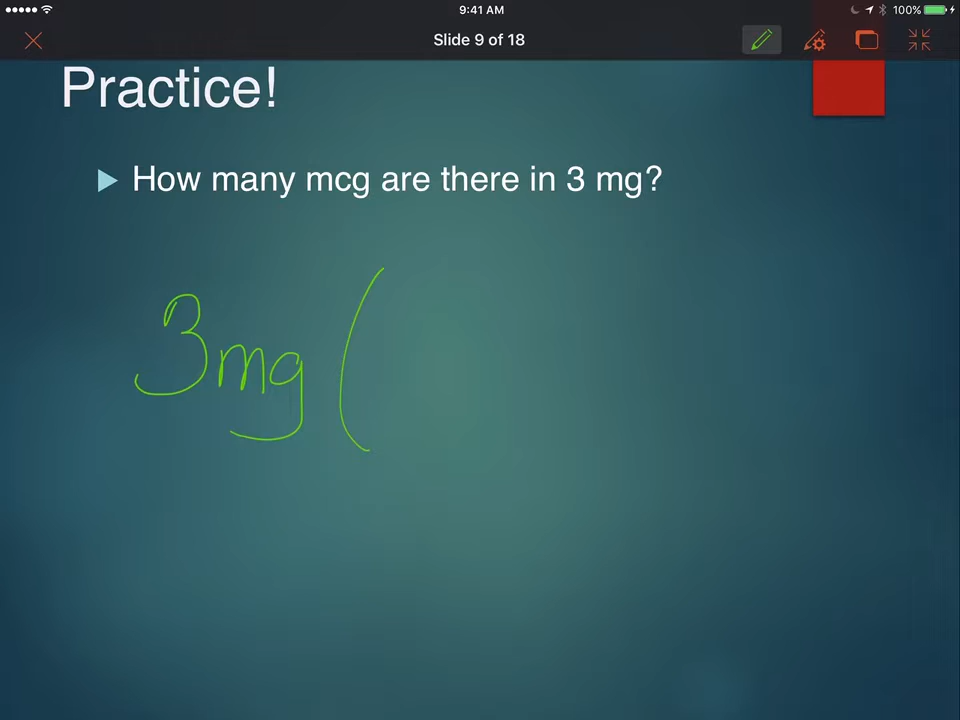 9:41 AM
100%
Slide 9 of 18
Practice!
How many mcg are there in 3 mg?
3mg (